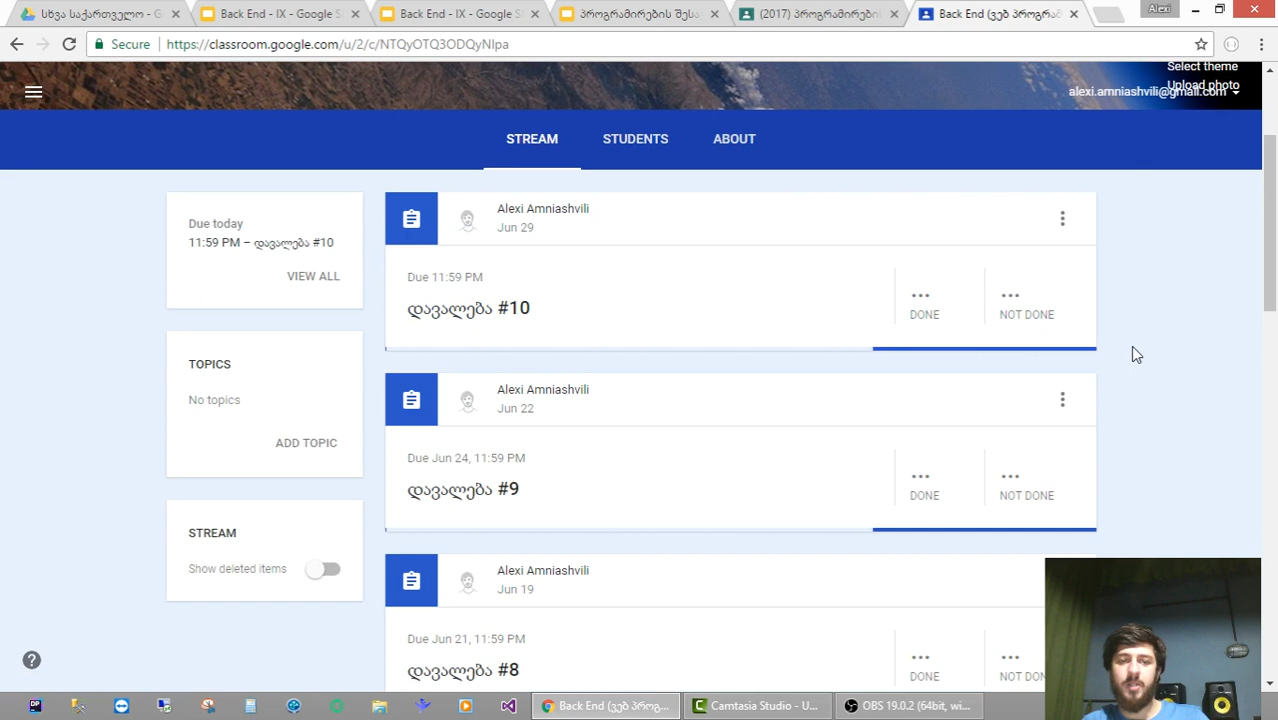 სხვა საქართველო - G
Back End - IX - Google Sl
Back End - IX - Google Sl
პროგრამირების შესა
(2017) პროგრამირები
Back End (ვებ პროგრამ
Alexi
Secure
https://classroom.google.com/u/2/c/NTQyOTQ3ODQyNlpa
Select theme
Upload photo
alexi.amniashvili@gmail.com
STREAM
STUDENTS
ABOUT
Due today
11:59 PM – დავალება #10
VIEW ALL
TOPICS
No topics
ADD TOPIC
STREAM
Show deleted items
Alexi Amniashvili
Jun 29
Due 11:59 PM
დავალება #10
DONE
NOT DONE
Alexi Amniashvili
Jun 22
Due Jun 24, 11:59 PM
დავალება #9
DONE
NOT DONE
Alexi Amniashvili
Jun 19
Due Jun 21, 11:59 PM
დავალება #8
DONE
NOT DONE
Back End (ვებ პროგ...
Camtasia Studio - U...
OBS 19.0.2 (64bit, wi...